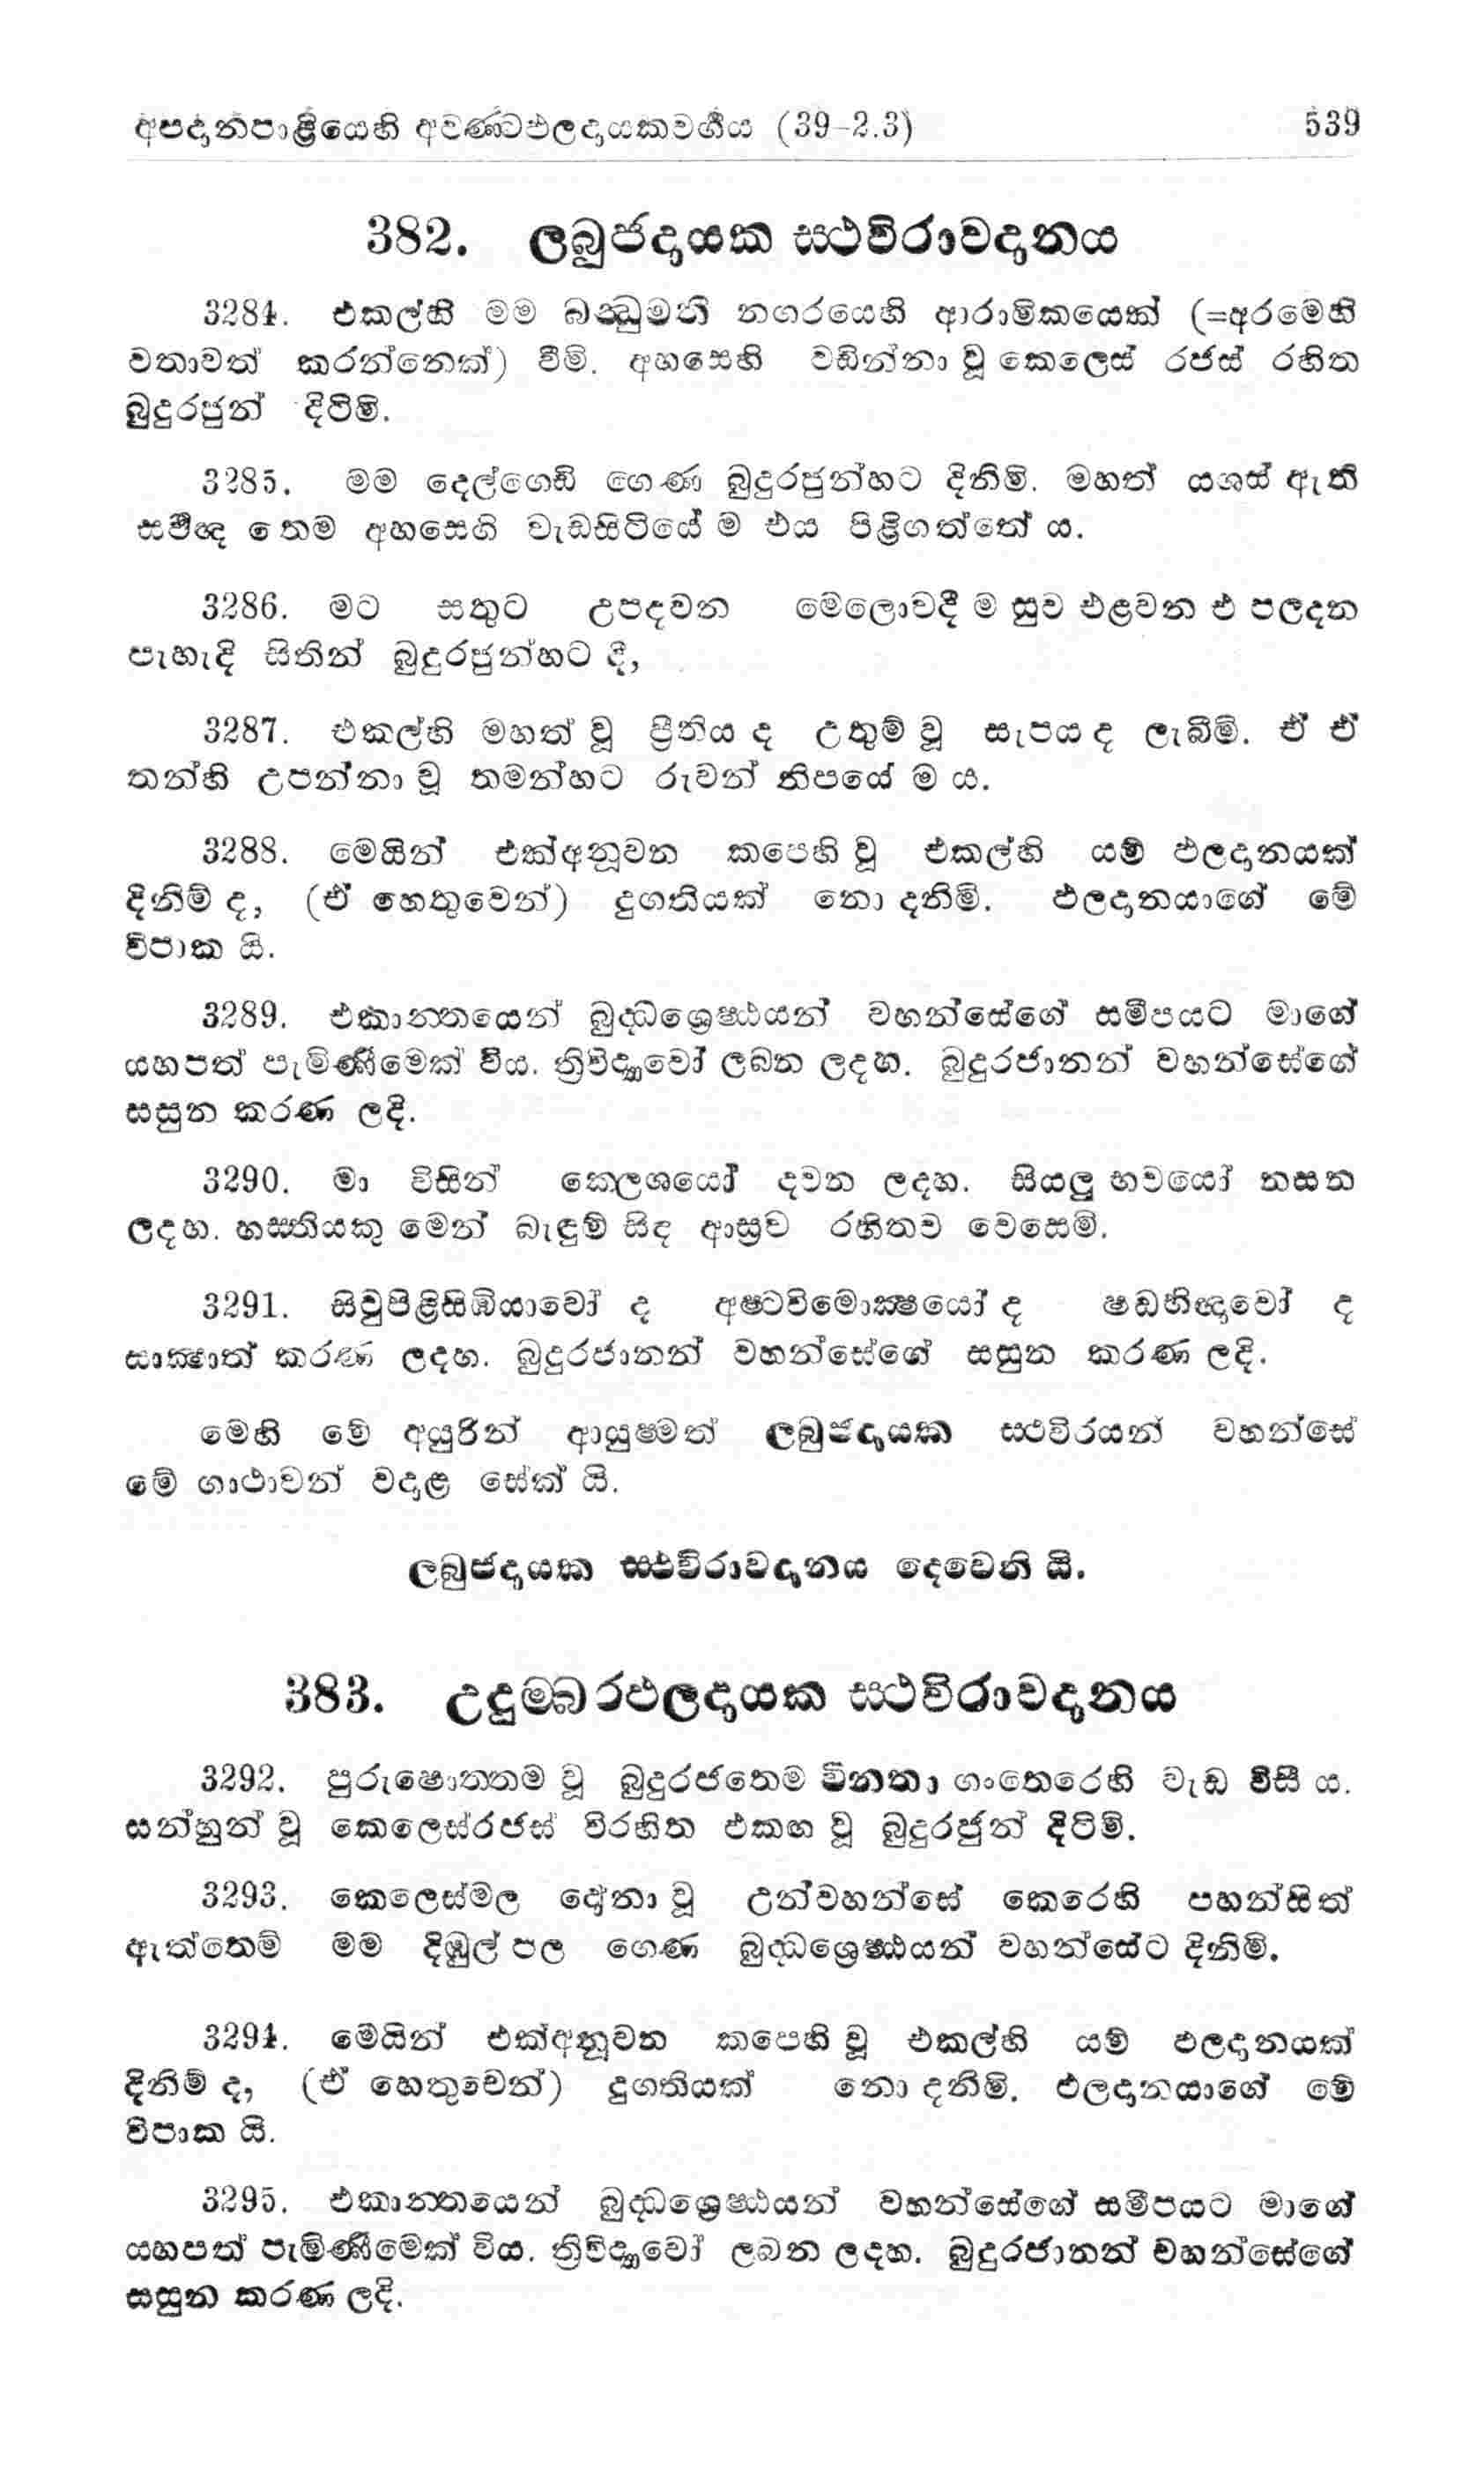 අපදානපාළියෙහි අවණ්ටඵලදායකවර්ගය (39-2.3) 539
382. ලබුජදායක ස්ථවිරාවදානය
3284. එකල්හි මම බන්ධුමතී නගරයෙහි ආරාමිකයෙක් (=අරමෙහි
වතාවත් කරන්නෙක්) වීමි. අහසෙහි වඩින්නා වූ කෙලෙස් රජස් රහිත
බුදුරජුන් දිටිමි.
3285. මම දෙල්ගෙඩි ගෙණ බුදුරජුන්හට දිනිමි. මහත් යශස් ඇති
සර්වඥ තෙම අහසෙහි වැඩසිටියේ ම එය පිළිගත්තේ ය.
3286. මට සතුට උපදවන මෙලොවදී ම සුව එළවන එ පලදන
පැහැදි සිතින් බුදුරජුන්හට දී,
3287. එකල්හි මහත් වූ ප්‍රීතිය ද උතුම් වූ සැපය ද ලැබීමි. ඒ ඒ
තන්හි උපන්නා වූ තමන්හට රුවන් තිපයේ ම ය.
3288. මෙයින් එක්අනූවන කපෙහි වූ එකල්හි යම් ඵලදානයක්
දිනිම් ද, (ඒ හෙතුවෙන්) දුගතියක් නො දනිමි. ඵලදානයාගේ මේ
විපාක යි.
3289. එකාන්තයෙන් බුද්ධශ්‍රෙෂ්ඨයන් වහන්සේගේ සමීපයට මාගේ
යහපත් පැමිණීමෙක් විය. ත්‍රිවිද්‍යාවෝ ලබන ලදහ. බුදුරජානන් වහන්සේගේ
සසුන කරණ ලදි.
3290. මා විසින් කෙලශයෝ දවන ලදහ. සියලු භවයෝ නසන
ලදහ. හස්තියකු මෙන් බැඳුම් සිඳ ආස්‍රව රහිතව වෙසෙමි.
3291. සිවුපිළිසිඹියාවෝ ද අෂ්ටවිමොක්‍ෂයෝ ද ෂඩභිඥාවෝ ද
සාක්‍ෂාත් කරණ ලදහ. බුදුරජානන් වහන්සේගේ සසුන කරණ ලදි.
මෙහි මේ අයුරින් ආයුෂ්මත් ලබුජදායක ස්ථවිරයන් වහන්සේ
මේ ගාථාවන් වදාළ සේක් යි.
ලබුජදායක ස්ථවිරාවදානය දෙවෙනි යි.
383. උදුම්බරඵලදායක ස්ථවිරාවදානය
3292. පුරුෂොත්තම වූ බුදුරජතෙම විනතා ගංතෙරෙහි වැඩ විසී ය.
සන්හුන් වූ කෙලෙස්රජස් විරහිත එකඟ වූ බුදුරජුන් දිටිමි.
3293. කෙලෙස්මල දෝනා වූ උන්වහන්සේ කෙරෙහි පහන්සිත්
ඇත්තෙම් මම දිඹුල් පල ගෙණ බුද්ධශ්‍රෙෂ්ඨයන් වහන්සේට දිනිමි.
3294. මෙයින් එක්අනූවන කපෙහි වූ එකල්හි යම් ඵලදානයක්
දිනිම් ද, (ඒ හෙතුවෙන්) දුගතියක් නො දනිමි. ඵලදානයාගේ මේ
විපාක යි.
3295. එකාන්තයෙන් බුද්ධශ්‍රෙෂ්ඨයන් වහන්සේගේ සමීපයට මාගේ
යහපත් පැමිණීමෙක් විය. ත්‍රිවිද්‍යාවෝ ලබන ලදහ. බුදුරජානන් වහන්සේගේ
සසුන කරණ ලදි.